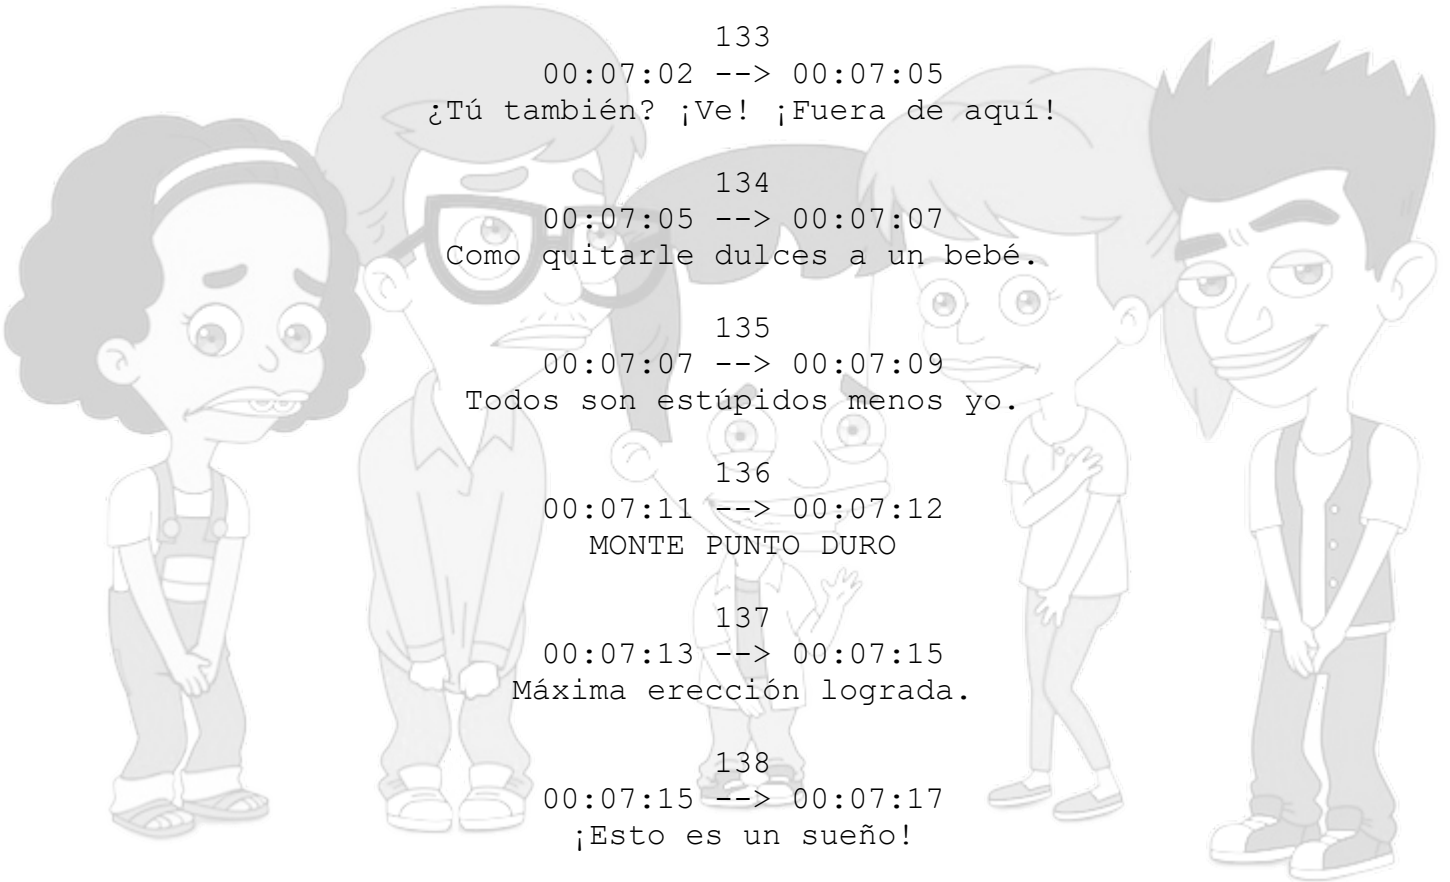 133
00:07:02 --> 00:07:05
¿Tú también? ¡Ve! ¡Fuera de aquí!
134
00:07:05 --> 00:07:07
Como quitarle dulces a un bebé.
135
00:07:07 --> 00:07:09
Todos son estúpidos menos yo.
136
00:07:11 --> 00:07:12
MONTE PUNTO DURO
137
00:07:13 --> 00:07:15
Máxima erección lograda.
138
00:07:15 --> 00:07:17
¡Esto es un sueño!